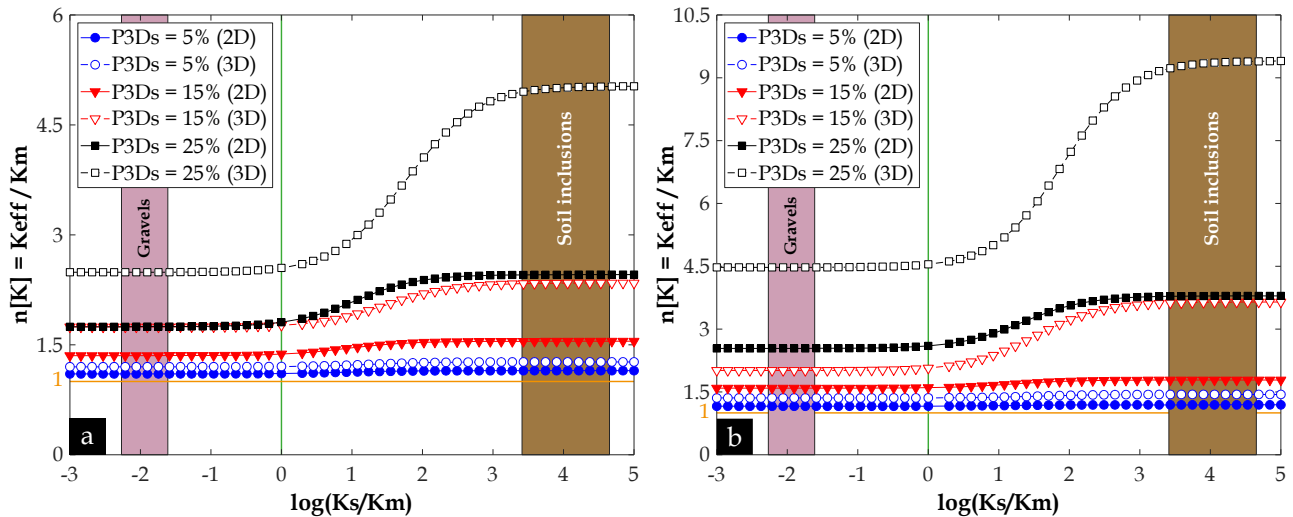 6
4.5
3
1.5
1
0
n[K] = Keff / Km
P3Ds = 5% (2D)
P3Ds = 5% (3D)
P3Ds = 15% (2D)
P3Ds = 15% (3D)
P3Ds = 25% (2D)
P3Ds = 25% (3D)
Gravels
Soil inclusions
a
-3 -2 -1 0 1 2 3 4 5
log(Ks/Km)
10.5
9
7.5
6
4.5
3
1.5
1
0
n[K] = Keff / Km
P3Ds = 5% (2D)
P3Ds = 5% (3D)
P3Ds = 15% (2D)
P3Ds = 15% (3D)
P3Ds = 25% (2D)
P3Ds = 25% (3D)
Gravels
Soil inclusions
b
-3 -2 -1 0 1 2 3 4 5
log(Ks/Km)